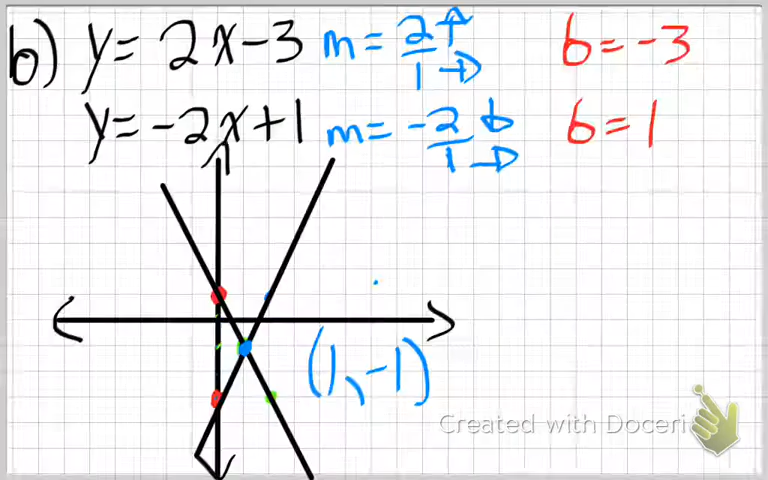 b) y = 2x - 3 m = 2/1 ↑ → b = -3
y = -2x + 1 m = -2/1 ↓ → b = 1
(1, -1)
Created with Doceri